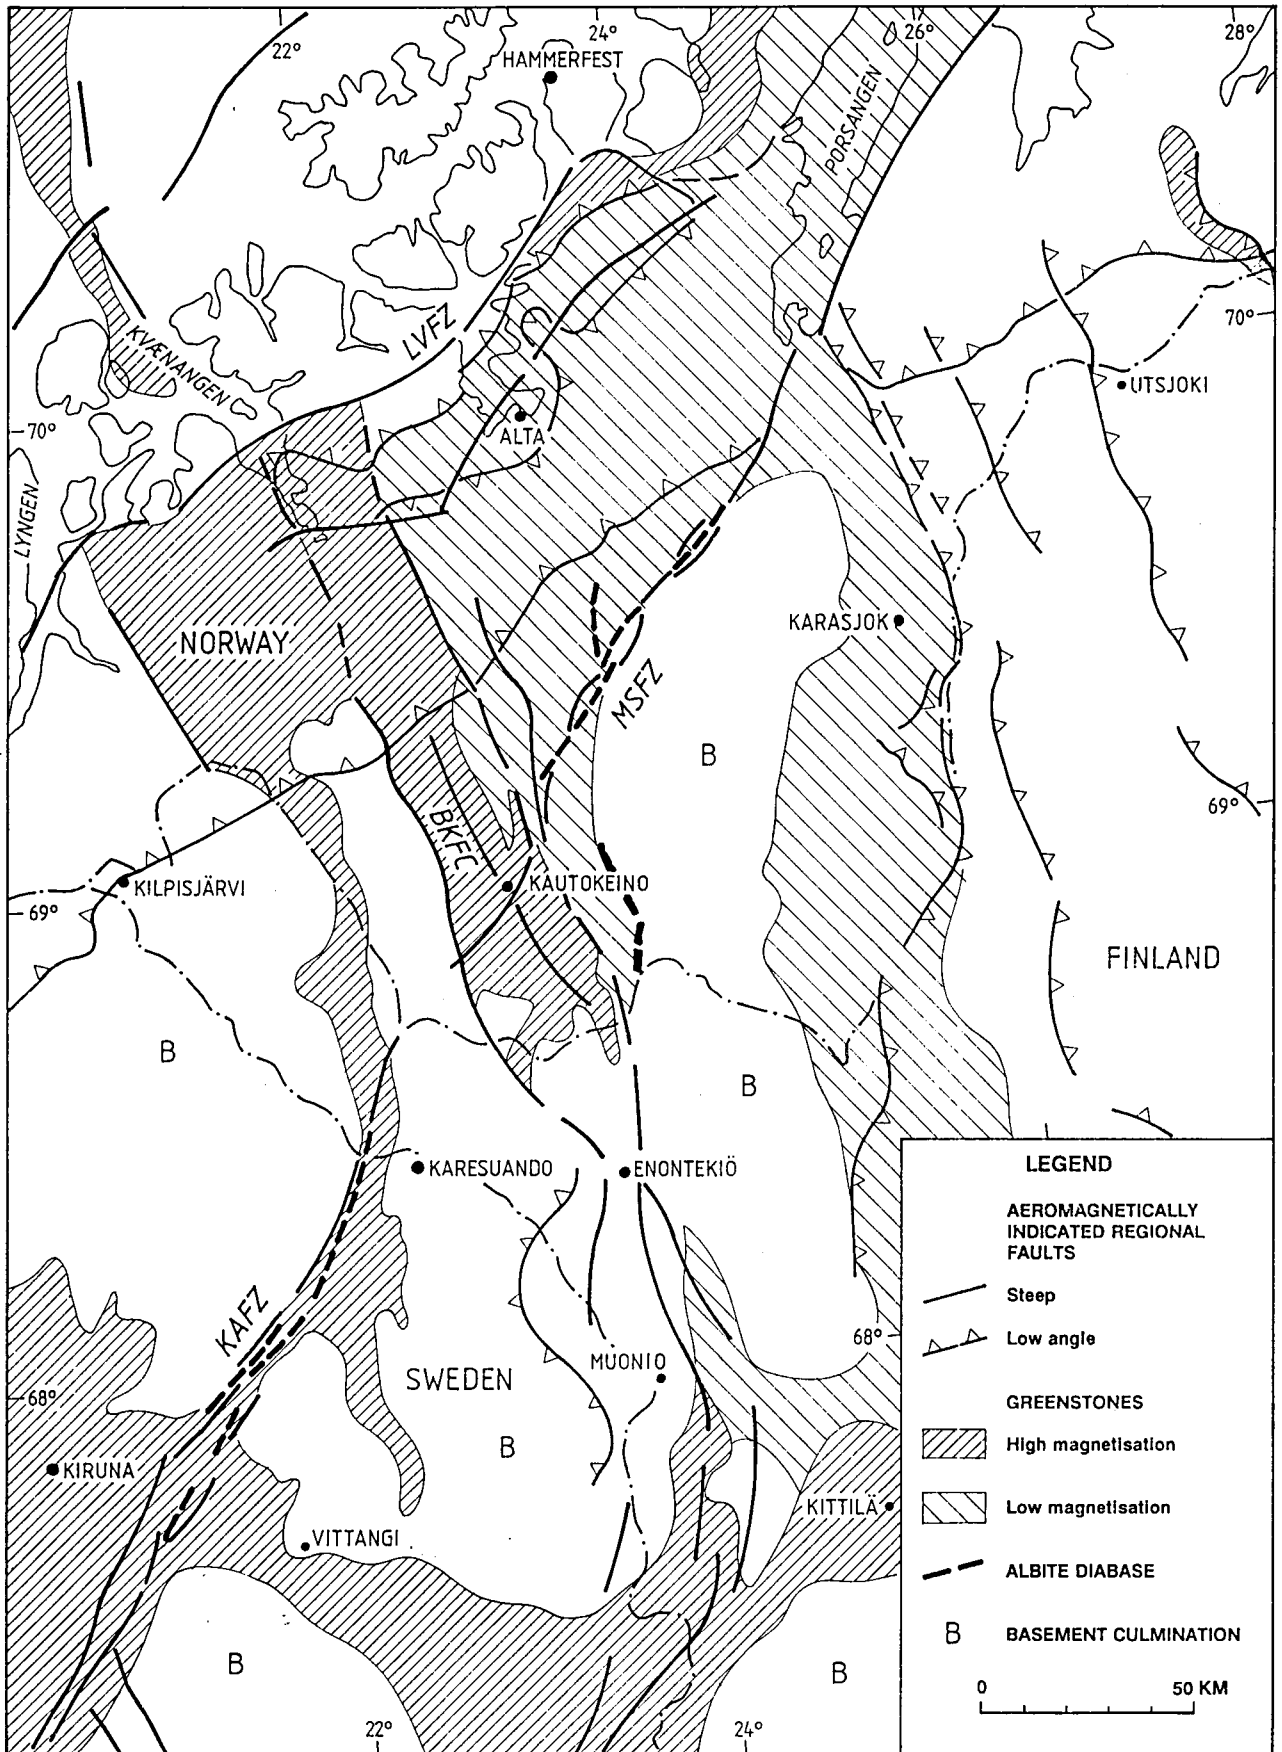 22°
24°
26°
28°
HAMMERFEST
PORSANGEN
LVFZ
KVÆNANGEN
70°
UTSJOKI
70°
ALTA
LYNGEN
NORWAY
KARASJOK
MSFZ
B
69°
BKFC
KILPISJÄRVI
KAUTOKEINO
69°
FINLAND
B
B
KARESUANDO
ENONTEKIÖ
KAFZ
68°
MUONIO
SWEDEN
68°
B
KIRUNA
KITTILÄ
VITTANGI
B
B
22°
24°
LEGEND
AEROMAGNETICALLY
INDICATED REGIONAL
FAULTS
Steep
Low angle
GREENSTONES
High magnetisation
Low magnetisation
ALBITE DIABASE
B BASEMENT CULMINATION
0 50 KM